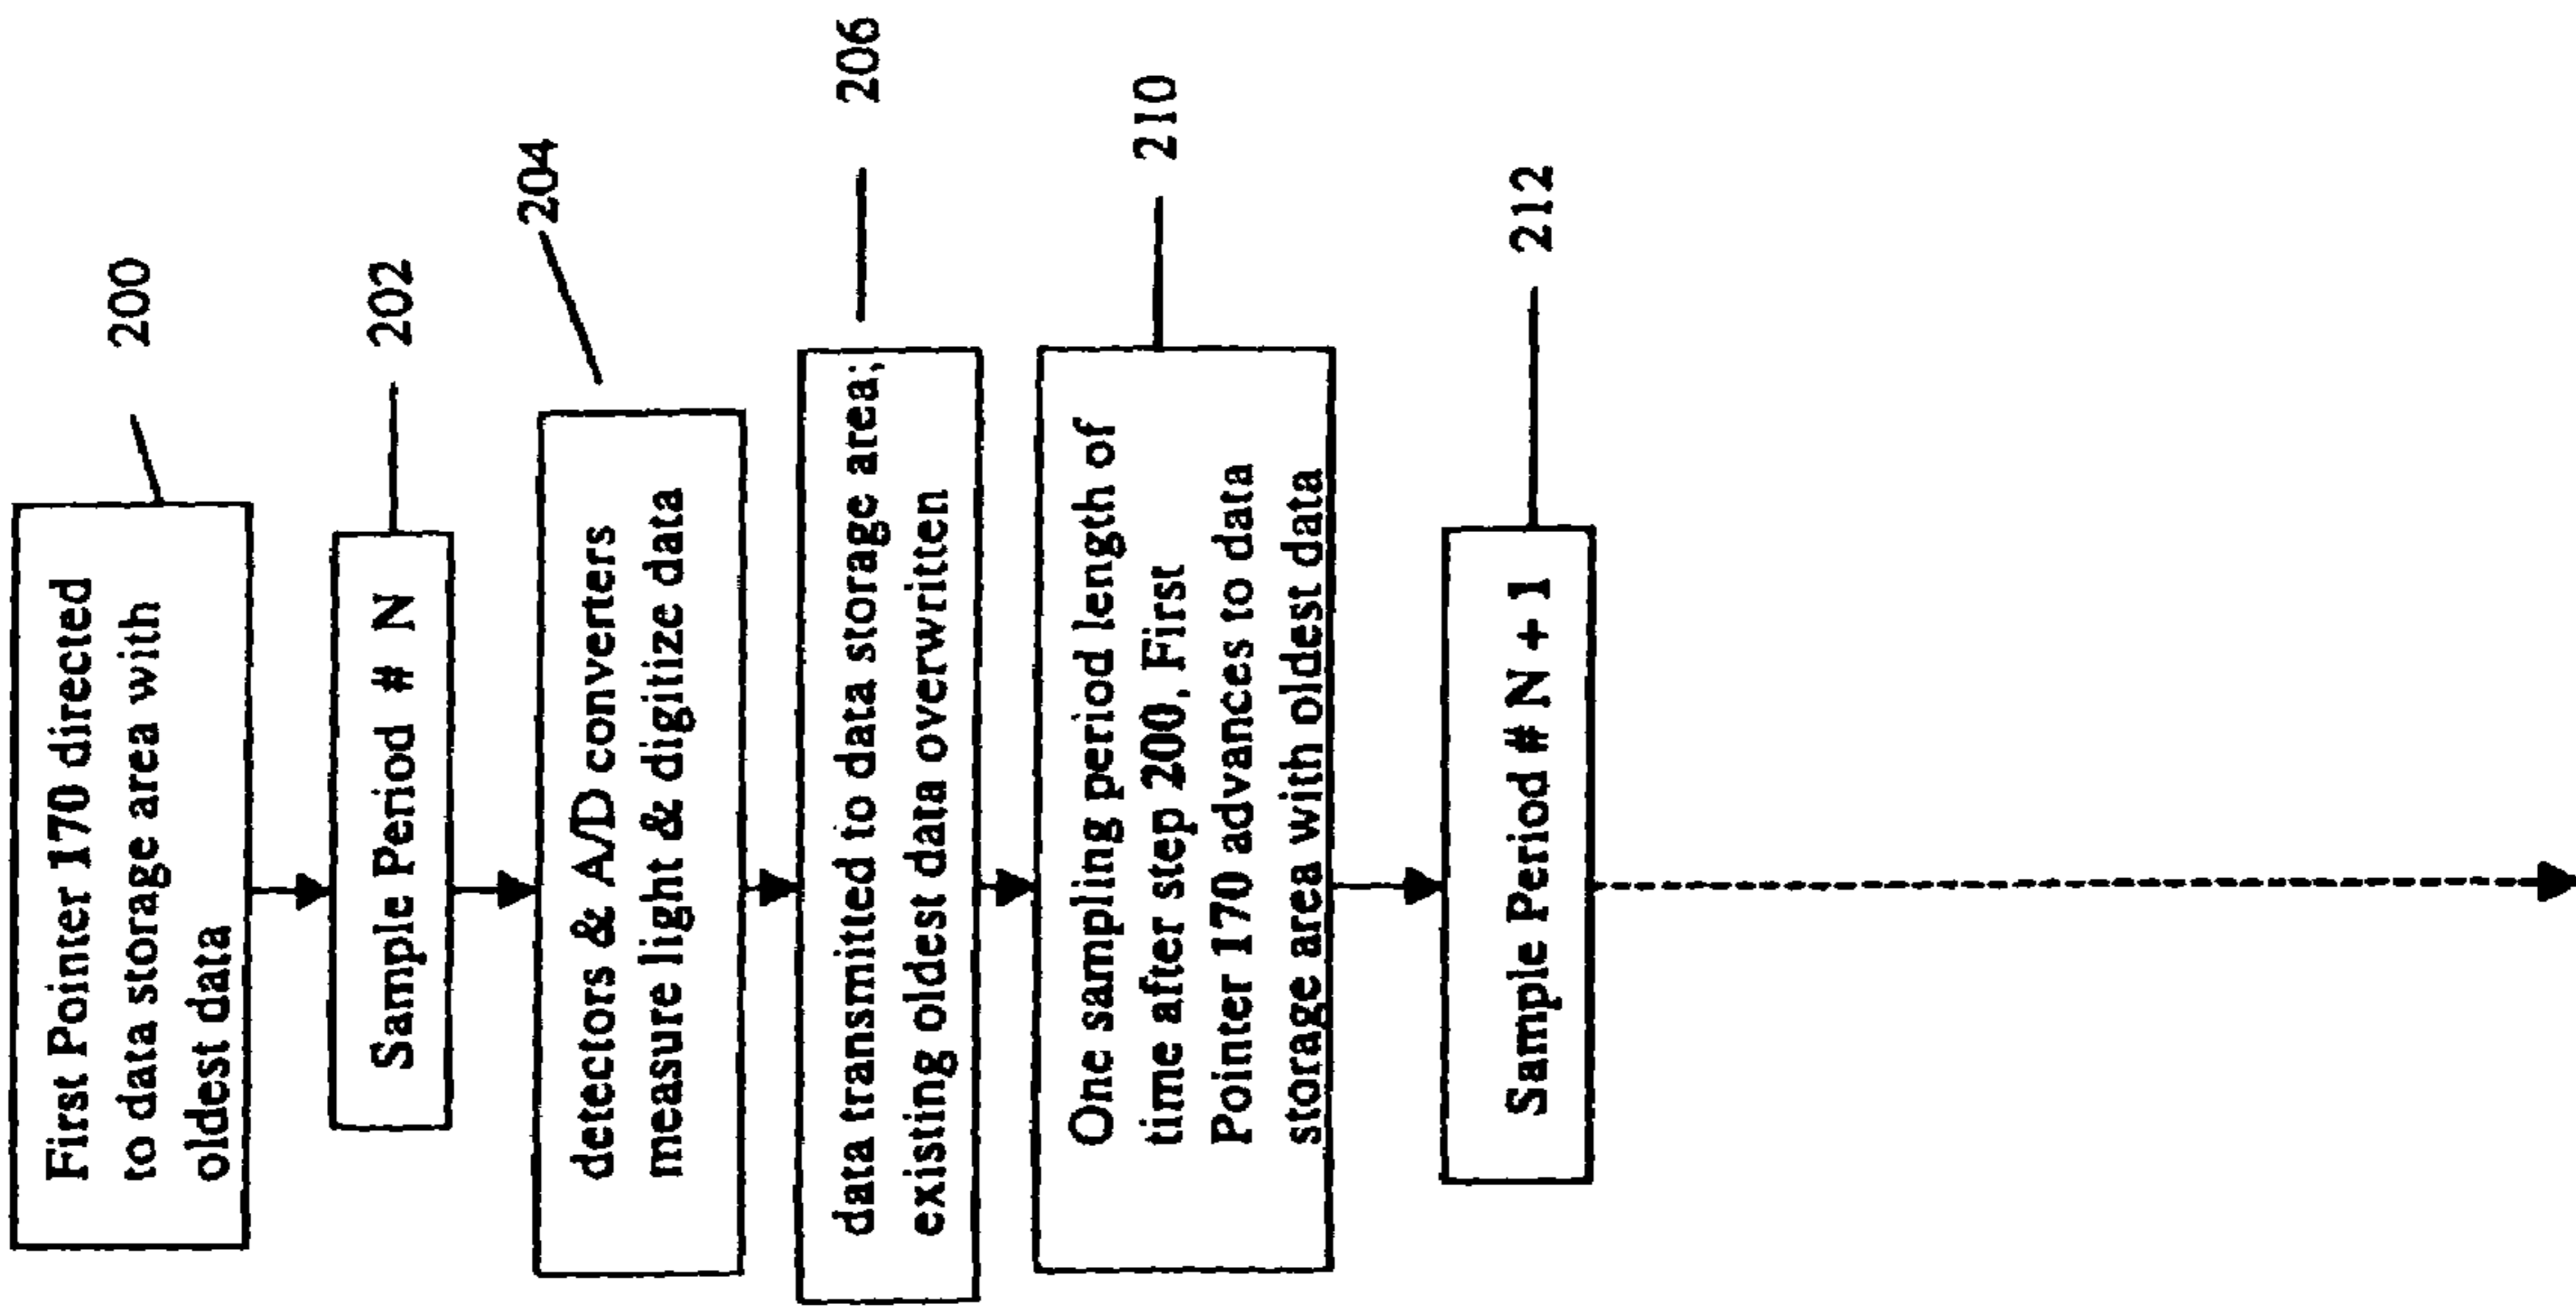 First Pointer 170 directed
to data storage area with
oldest data
200
Sample Period # N
202
detectors & A/D converters
measure light & digitize data
204
data transmitted to data storage area;
existing oldest data overwritten
206
One sampling period length of
time after step 200, First
Pointer 170 advances to data
storage area with oldest data
210
Sample Period # N + 1
212